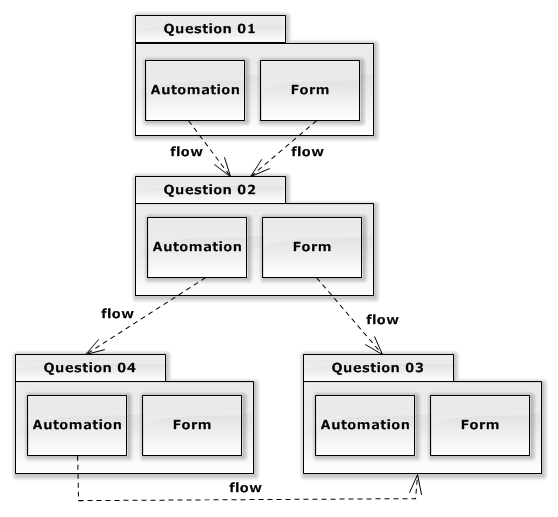 Question 01
Automation Form
flow flow
Question 02
Automation Form
flow flow
Question 04 Question 03
Automation Form Automation Form
flow